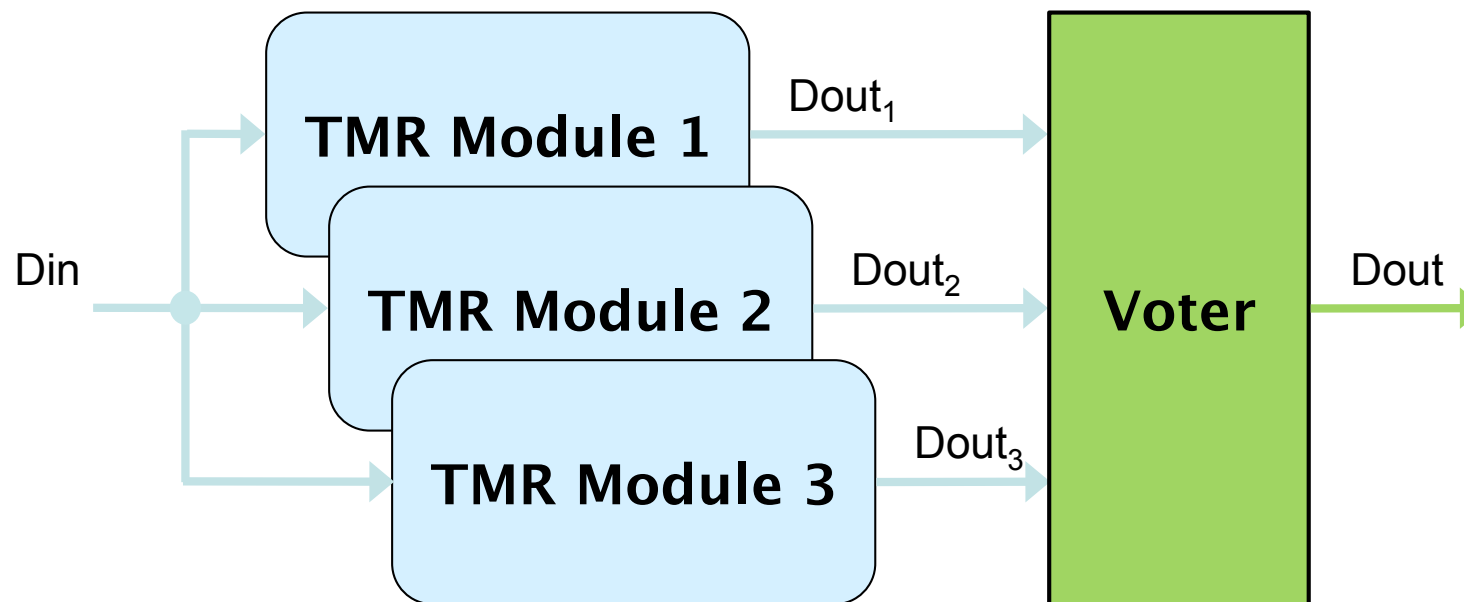 Dout₁
TMR Module 1
Din
Dout₂
Dout
TMR Module 2
Voter
Dout₃
TMR Module 3